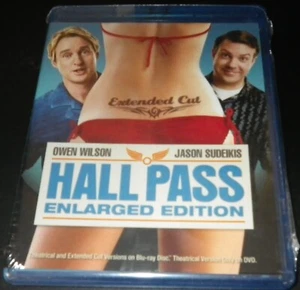 Extended Cut
OWEN WILSON
JASON SUDEIKIS
HALL PASS
ENLARGED EDITION
Theatrical and Extended Cut Versions on Blu-ray Disc. Theatrical Version Only on DVD.